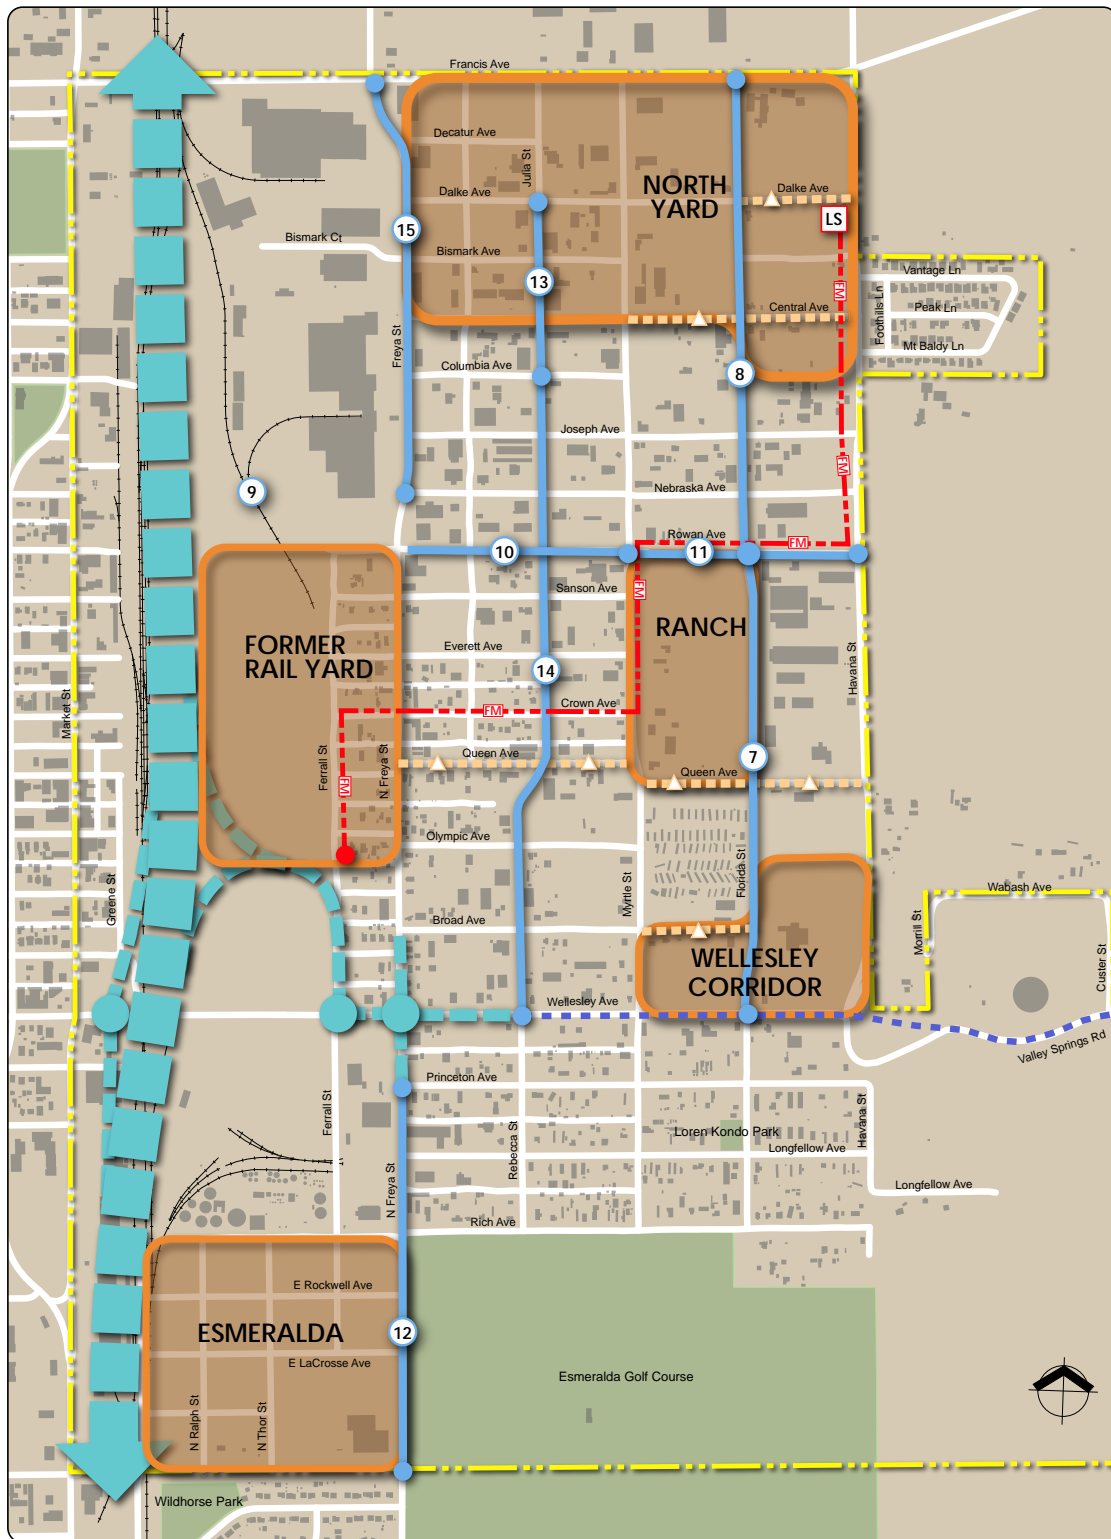 Francis Ave
Decatur Ave
Julia St
NORTH
YARD
Dalke Ave
Dalke Ave
LS
15
Bismark Ct
Bismark Ave
13
Vantage Ln
FM
Foothills Ln
Peak Ln
Central Ave
Freya St
Mt Baldy Ln
Columbia Ave
8
Joseph Ave
FM
Nebraska Ave
9
Rowan Ave
10
11
FM
Sanson Ave
FM
RANCH
FORMER
RAIL YARD
Everett Ave
14
Havana St
Market St
Crown Ave
FM
Queen Ave
7
Ferrall St
N Freya St
FM
Queen Ave
Olympic Ave
Greene St
Myrtle St
Florida St
Wabash Ave
Broad Ave
Morrill St
WELLESLEY
CORRIDOR
Custer St
Wellesley Ave
Valley Springs Rd
Princeton Ave
Ferrall St
Havana St
Loren Kondo Park
Rebecca St
Longfellow Ave
N Freya St
Longfellow Ave
Rich Ave
E Rockwell Ave
ESMERALDA
12
E LaCrosse Ave
Esmeralda Golf Course
N Ralph St
N Thor St
Wildhorse Park